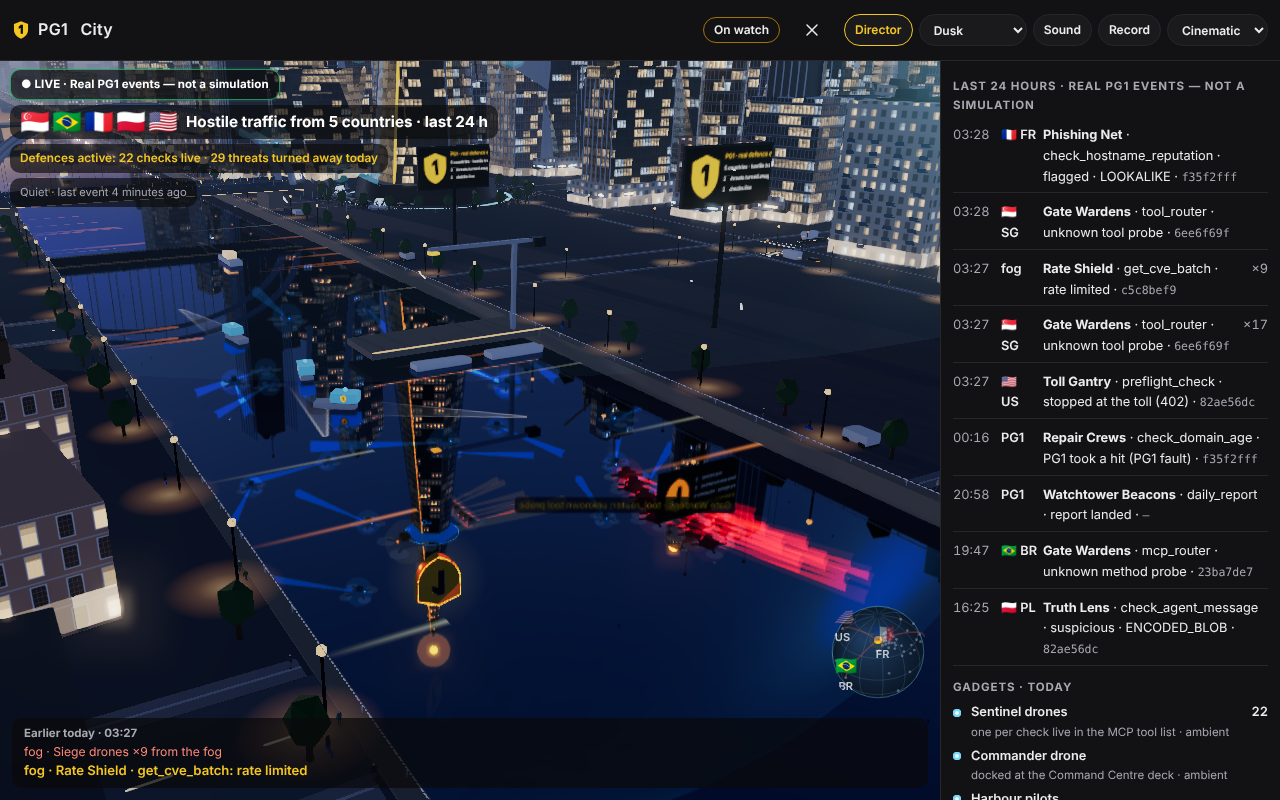 PG1 City
On watch
Director
Dusk
Sound
Record
Cinematic
LIVE · Real PG1 events — not a simulation
Hostile traffic from 5 countries · last 24 h
Defences active: 22 checks live · 29 threats turned away today
Quiet · last event 4 minutes ago
US
FR
BR
Earlier today · 03:27
fog · Siege drones ×9 from the fog
fog · Rate Shield · get_cve_batch: rate limited
LAST 24 HOURS · REAL PG1 EVENTS — NOT A
SIMULATION
03:28 FR Phishing Net ·
check_hostname_reputation ·
flagged · LOOKALIKE · f35f2fff
03:28 SG Gate Wardens · tool_router ·
unknown tool probe · 6ee6f69f
03:27 fog Rate Shield · get_cve_batch · ×9
rate limited · c5c8bef9
03:27 SG Gate Wardens · tool_router · ×17
unknown tool probe · 6ee6f69f
03:27 US Toll Gantry · preflight_check ·
stopped at the toll (402) · 82ae56dc
00:16 PG1 Repair Crews · check_domain_age ·
PG1 took a hit (PG1 fault) · f35f2fff
20:58 PG1 Watchtower Beacons · daily_report
· report landed · –
19:47 BR Gate Wardens · mcp_router ·
unknown method probe · 23ba7de7
16:25 PL Truth Lens · check_agent_message
· suspicious · ENCODED_BLOB ·
82ae56dc
GADGETS · TODAY
Sentinel drones 22
one per check live in the MCP tool list · ambient
Commander drone
docked at the Command Centre deck · ambient
Harbour pilots